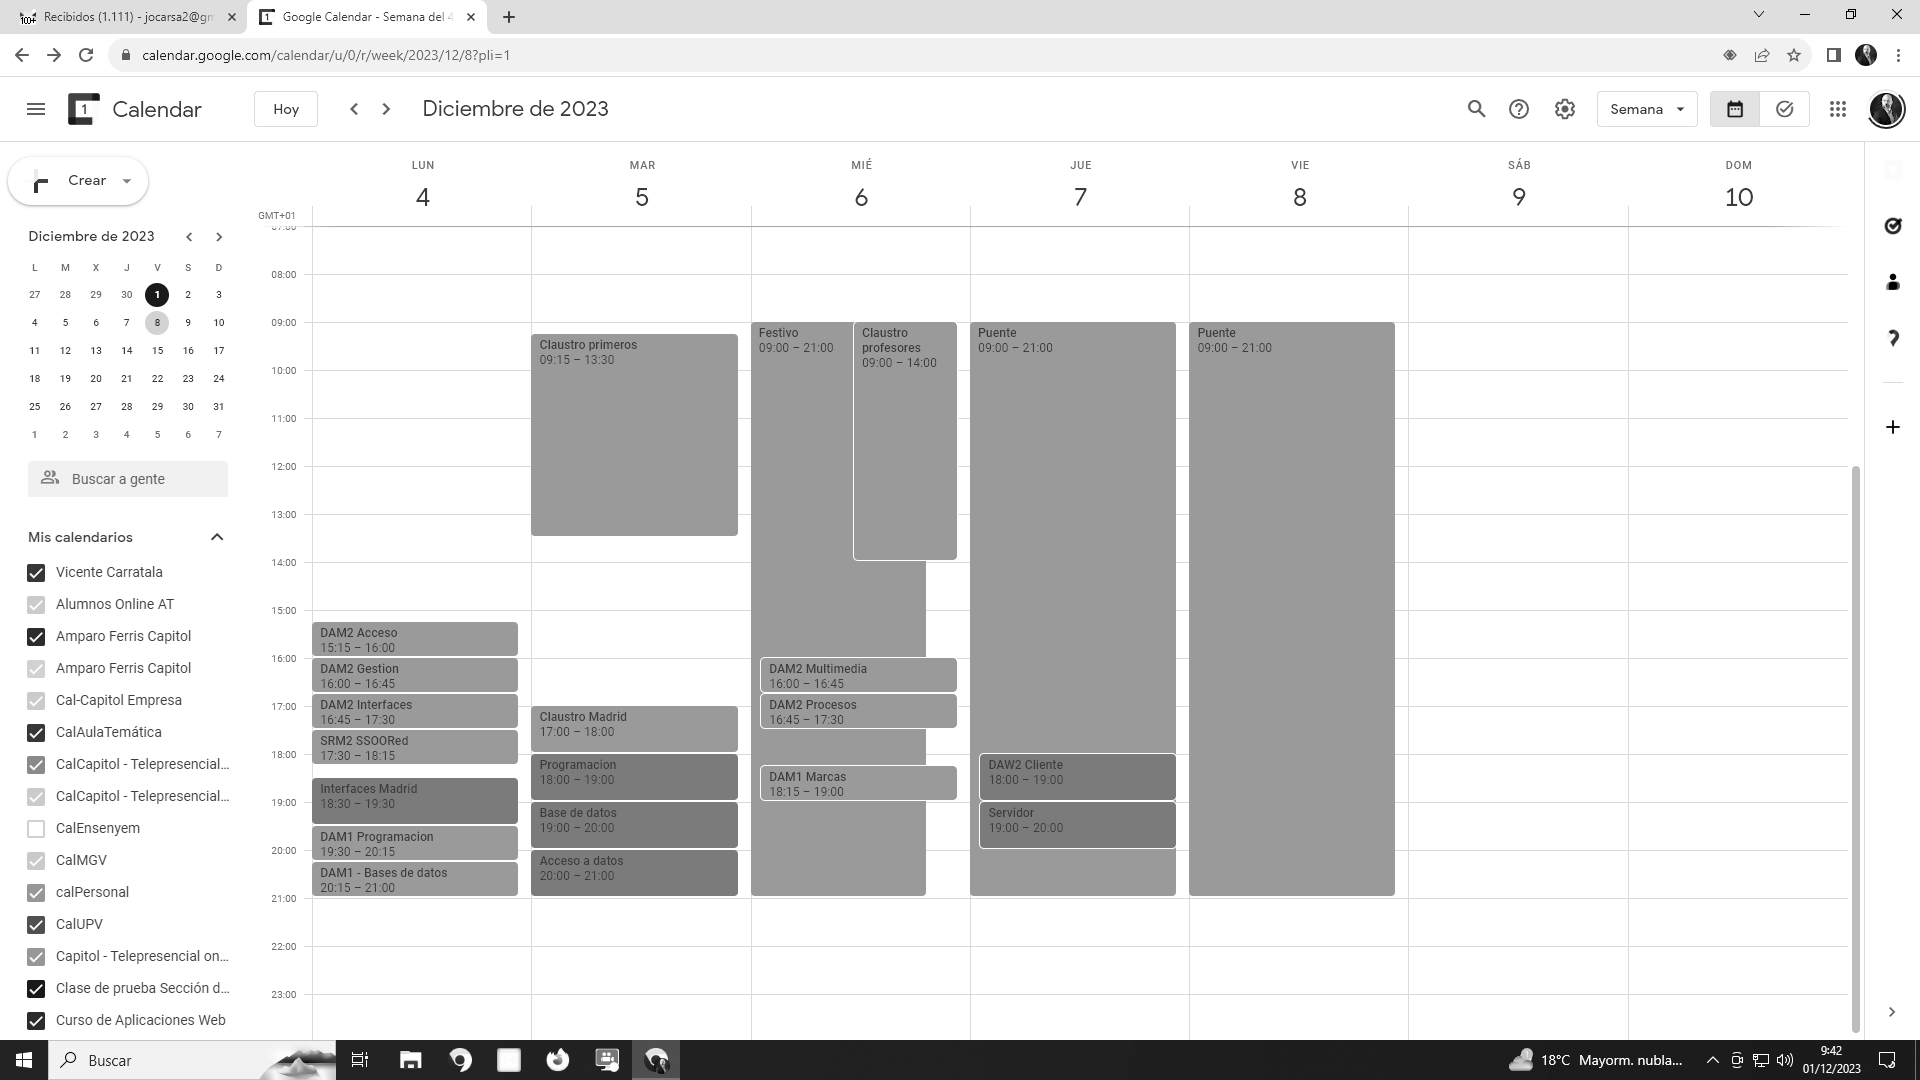 Recibidos (1.111) - jocarsa2@gm
Google Calendar - Semana del 4
calendar.google.com/calendar/u/0/r/week/2023/12/8?pli=1
1 Calendar
Hoy
Diciembre de 2023
Semana
Crear
Diciembre de 2023
L M X J V S D
27 28 29 30 1 2 3
4 5 6 7 8 9 10
11 12 13 14 15 16 17
18 19 20 21 22 23 24
25 26 27 28 29 30 31
1 2 3 4 5 6 7
Buscar a gente
Mis calendarios
Vicente Carratala
Alumnos Online AT
Amparo Ferris Capitol
Amparo Ferris Capitol
Cal-Capitol Empresa
CalAulaTemática
CalCapitol - Telepresencial...
CalCapitol - Telepresencial...
CalEnsenyem
CalMGV
calPersonal
CalUPV
Capitol - Telepresencial on...
Clase de prueba Sección d...
Curso de Aplicaciones Web
LUN MAR MIÉ JUE VIE SÁB DOM
4 5 6 7 8 9 10
GMT+01
07:00
08:00
09:00
10:00
11:00
12:00
13:00
14:00
15:00
16:00
17:00
18:00
19:00
20:00
21:00
22:00
23:00
DAM2 Acceso
15:15 – 16:00
DAM2 Gestion
16:00 – 16:45
DAM2 Interfaces
16:45 – 17:30
SRM2 SSOORed
17:30 – 18:15
Interfaces Madrid
18:30 – 19:30
DAM1 Programacion
19:30 – 20:15
DAM1 - Bases de datos
20:15 – 21:00
Claustro primeros
09:15 – 13:30
Claustro Madrid
17:00 – 18:00
Programacion
18:00 – 19:00
Base de datos
19:00 – 20:00
Acceso a datos
20:00 – 21:00
Festivo
09:00 – 21:00
Claustro
profesores
09:00 – 14:00
DAM2 Multimedia
16:00 – 16:45
DAM2 Procesos
16:45 – 17:30
DAM1 Marcas
18:15 – 19:00
Puente
09:00 – 21:00
DAW2 Cliente
18:00 – 19:00
Servidor
19:00 – 20:00
Puente
09:00 – 21:00
Buscar
18°C Mayorm. nubla...
9:42
01/12/2023